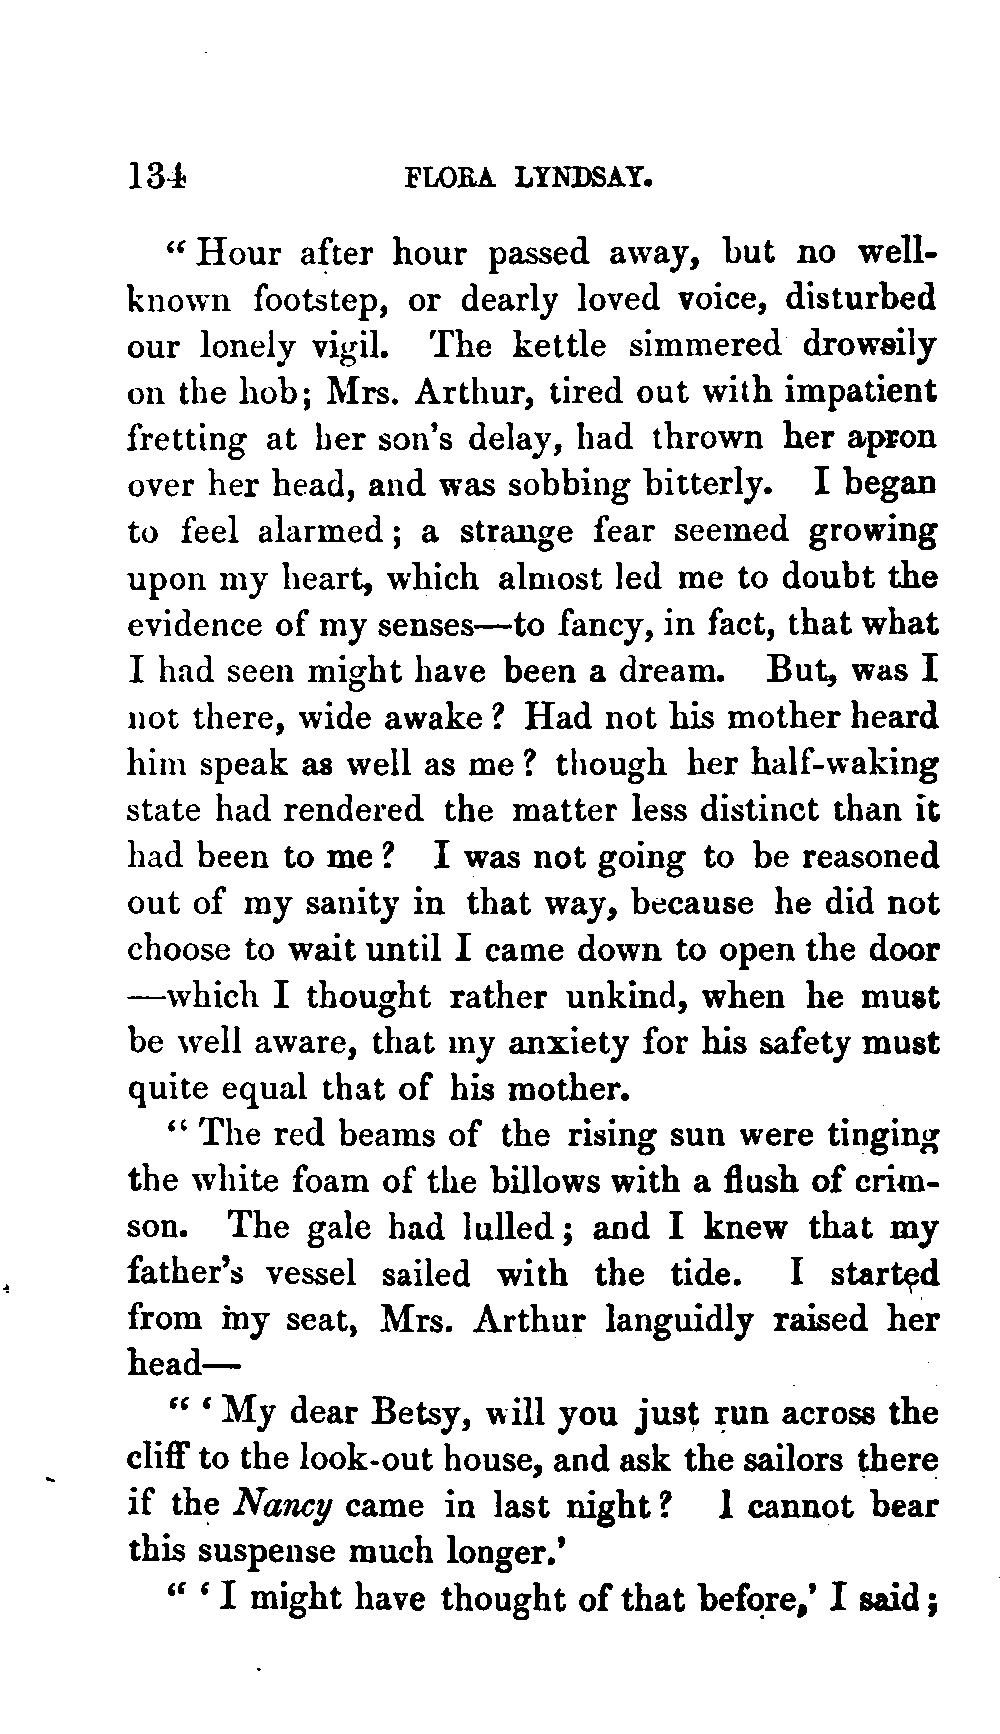 134 FLORA LYNDSAY.
“ Hour after hour passed away, but no well-
known footstep, or dearly loved voice, disturbed
our lonely vigil. The kettle simmered drowsily
on the hob; Mrs. Arthur, tired out with impatient
fretting at her son’s delay, had thrown her apron
over her head, and was sobbing bitterly. I began
to feel alarmed ; a strange fear seemed growing
upon my heart, which almost led me to doubt the
evidence of my senses—to fancy, in fact, that what
I had seen might have been a dream. But, was I
not there, wide awake ? Had not his mother heard
him speak as well as me ? though her half-waking
state had rendered the matter less distinct than it
had been to me ? I was not going to be reasoned
out of my sanity in that way, because he did not
choose to wait until I came down to open the door
—which I thought rather unkind, when he must
be well aware, that my anxiety for his safety must
quite equal that of his mother.
“ The red beams of the rising sun were tinging
the white foam of the billows with a flush of crim-
son. The gale had lulled ; and I knew that my
father’s vessel sailed with the tide. I started
from my seat, Mrs. Arthur languidly raised her
head—
“ ‘ My dear Betsy, will you just run across the
cliff to the look-out house, and ask the sailors there
if the Nancy came in last night ? I cannot bear
this suspense much longer.’
“ ‘ I might have thought of that before,’ I said ;